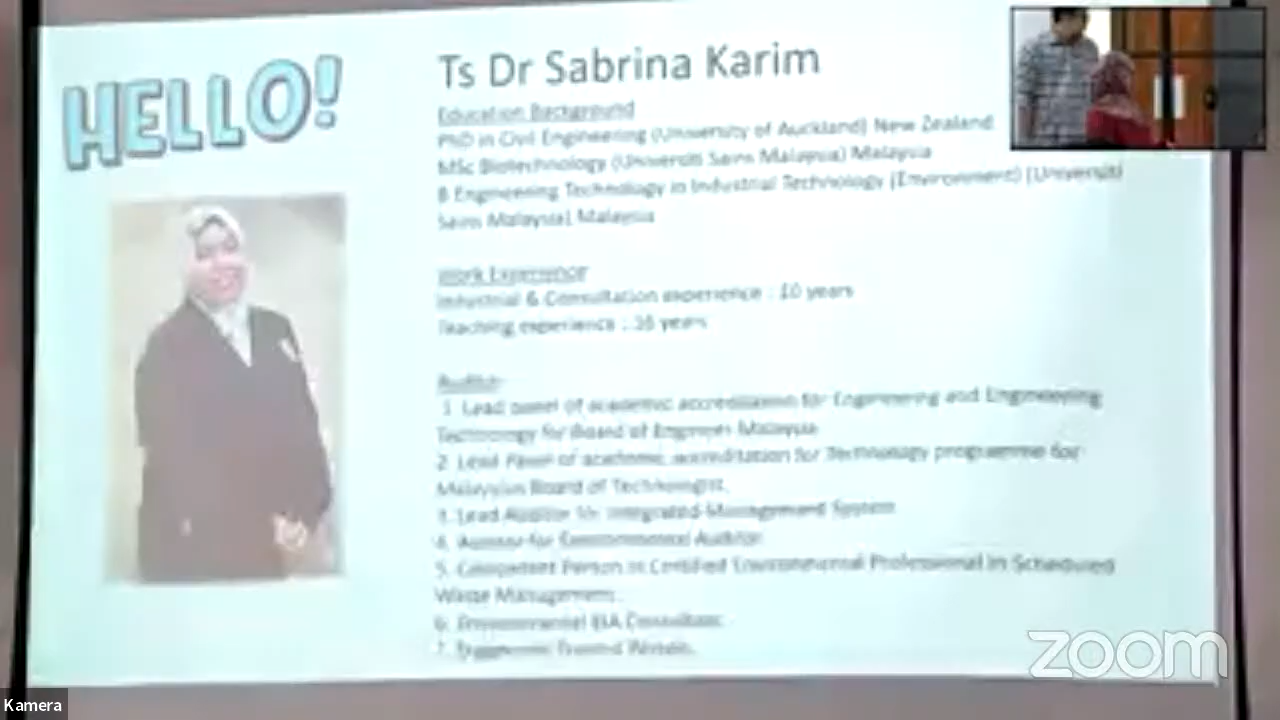 HELLO!
Ts Dr Sabrina Karim
Education Background
PhD in Civil Engineering (University of Auckland) New Zealand
MSc Biotechnology (Universiti Sains Malaysia) Malaysia
B Engineering Technology in Industrial Technology (Environment) (Universiti
Sains Malaysia) Malaysia
Work Experience
Industrial & Consultation experience : 10 years
Teaching experience : 16 years
Auditor
1. Lead panel of academic accreditation for Engineering and Engineering
Technology for Board of Engineer Malaysia
2. Lead Panel of academic accreditation for Technology programme for
Malaysian Board of Technologist.
3. Lead Auditor for Integrated Management System
4. Auditor for Environmental Auditor
5. Competent Person in Certified Environmental Professional in Scheduled
Waste Management.
6. Environmental EIA Consultant.
7. Trained
zoom
Kamera